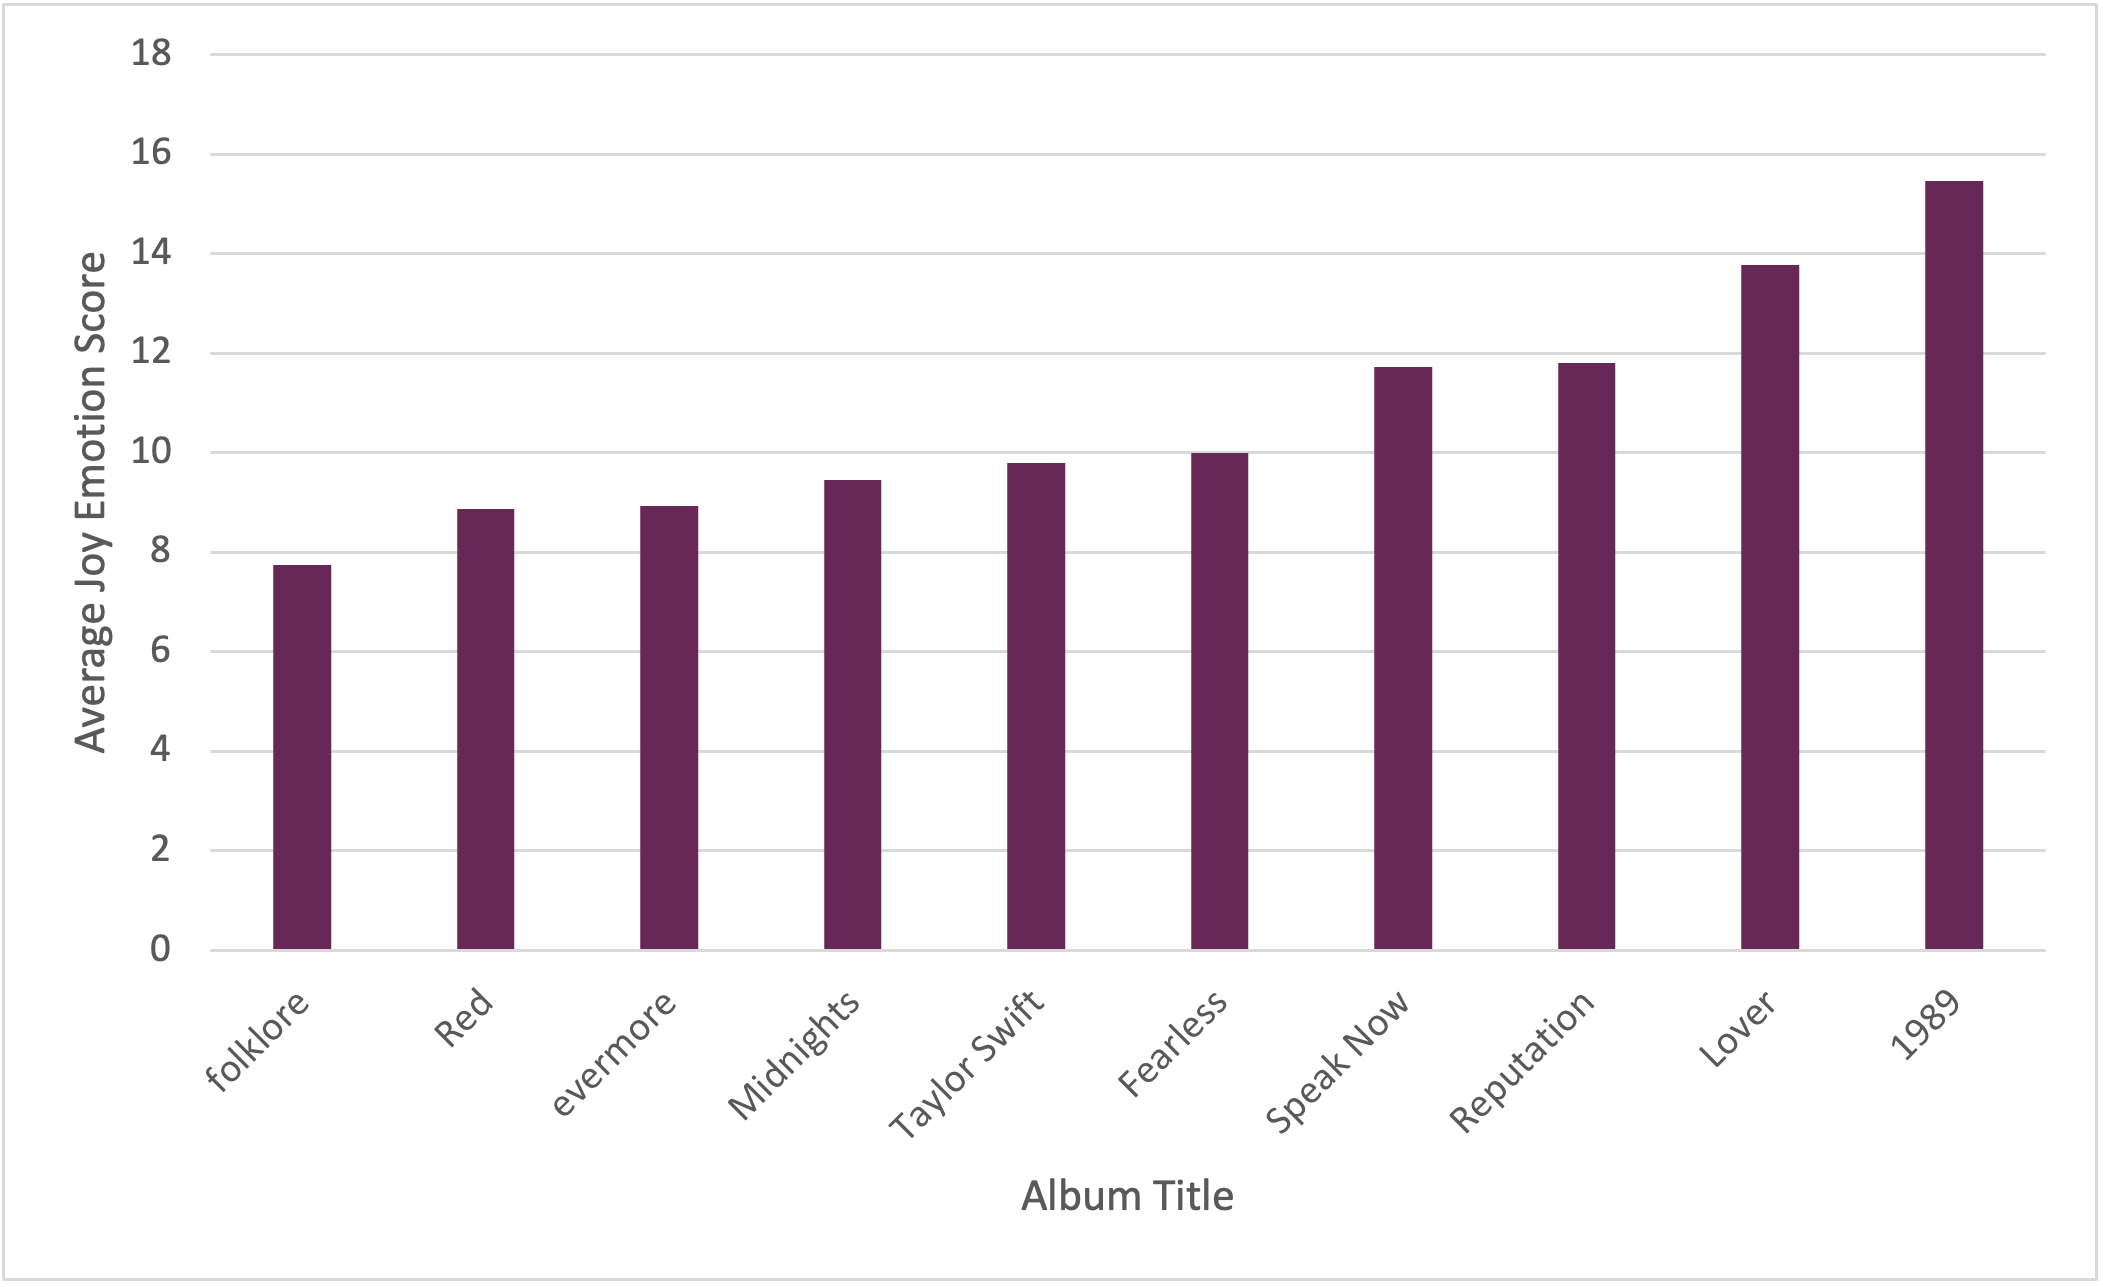 18
16
14
12
10
8
6
4
2
0
Average Joy Emotion Score
folklore
Red
evermore
Midnights
Taylor Swift
Fearless
Speak Now
Reputation
Lover
1989
Album Title